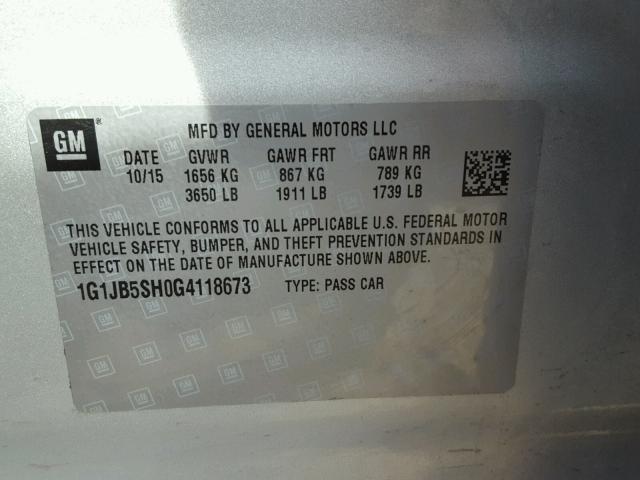 GM ®
MFD BY GENERAL MOTORS LLC
DATE GVWR GAWR FRT GAWR RR
10/15 1656 KG 867 KG 789 KG
3650 LB 1911 LB 1739 LB
THIS VEHICLE CONFORMS TO ALL APPLICABLE U.S. FEDERAL MOTOR
VEHICLE SAFETY, BUMPER, AND THEFT PREVENTION STANDARDS IN
EFFECT ON THE DATE OF MANUFACTURE SHOWN ABOVE.
1G1JB5SH0G4118673 TYPE: PASS CAR